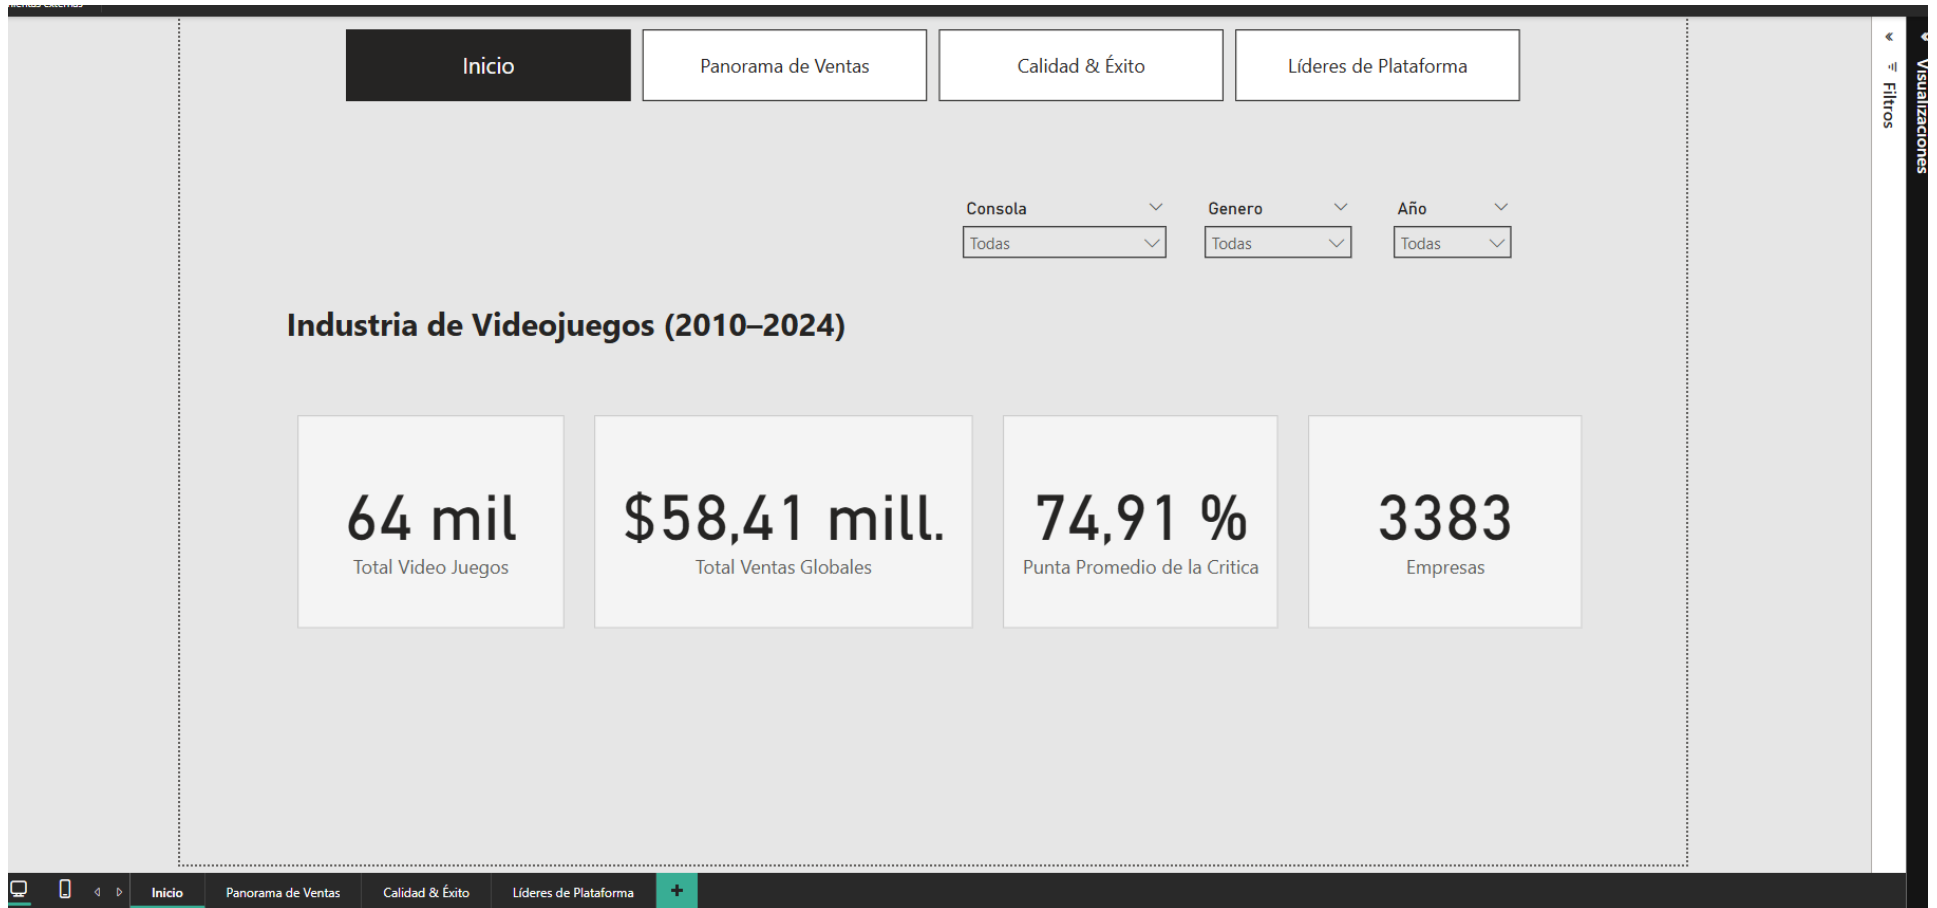 Inicio
Panorama de Ventas
Calidad & Éxito
Líderes de Plataforma
Filtros
Visualizaciones
Consola
Genero
Año
Todas
Todas
Todas
Industria de Videojuegos (2010–2024)
64 mil
Total Video Juegos
$58,41 mill.
Total Ventas Globales
74,91 %
Punta Promedio de la Critica
3383
Empresas
Inicio
Panorama de Ventas
Calidad & Éxito
Líderes de Plataforma